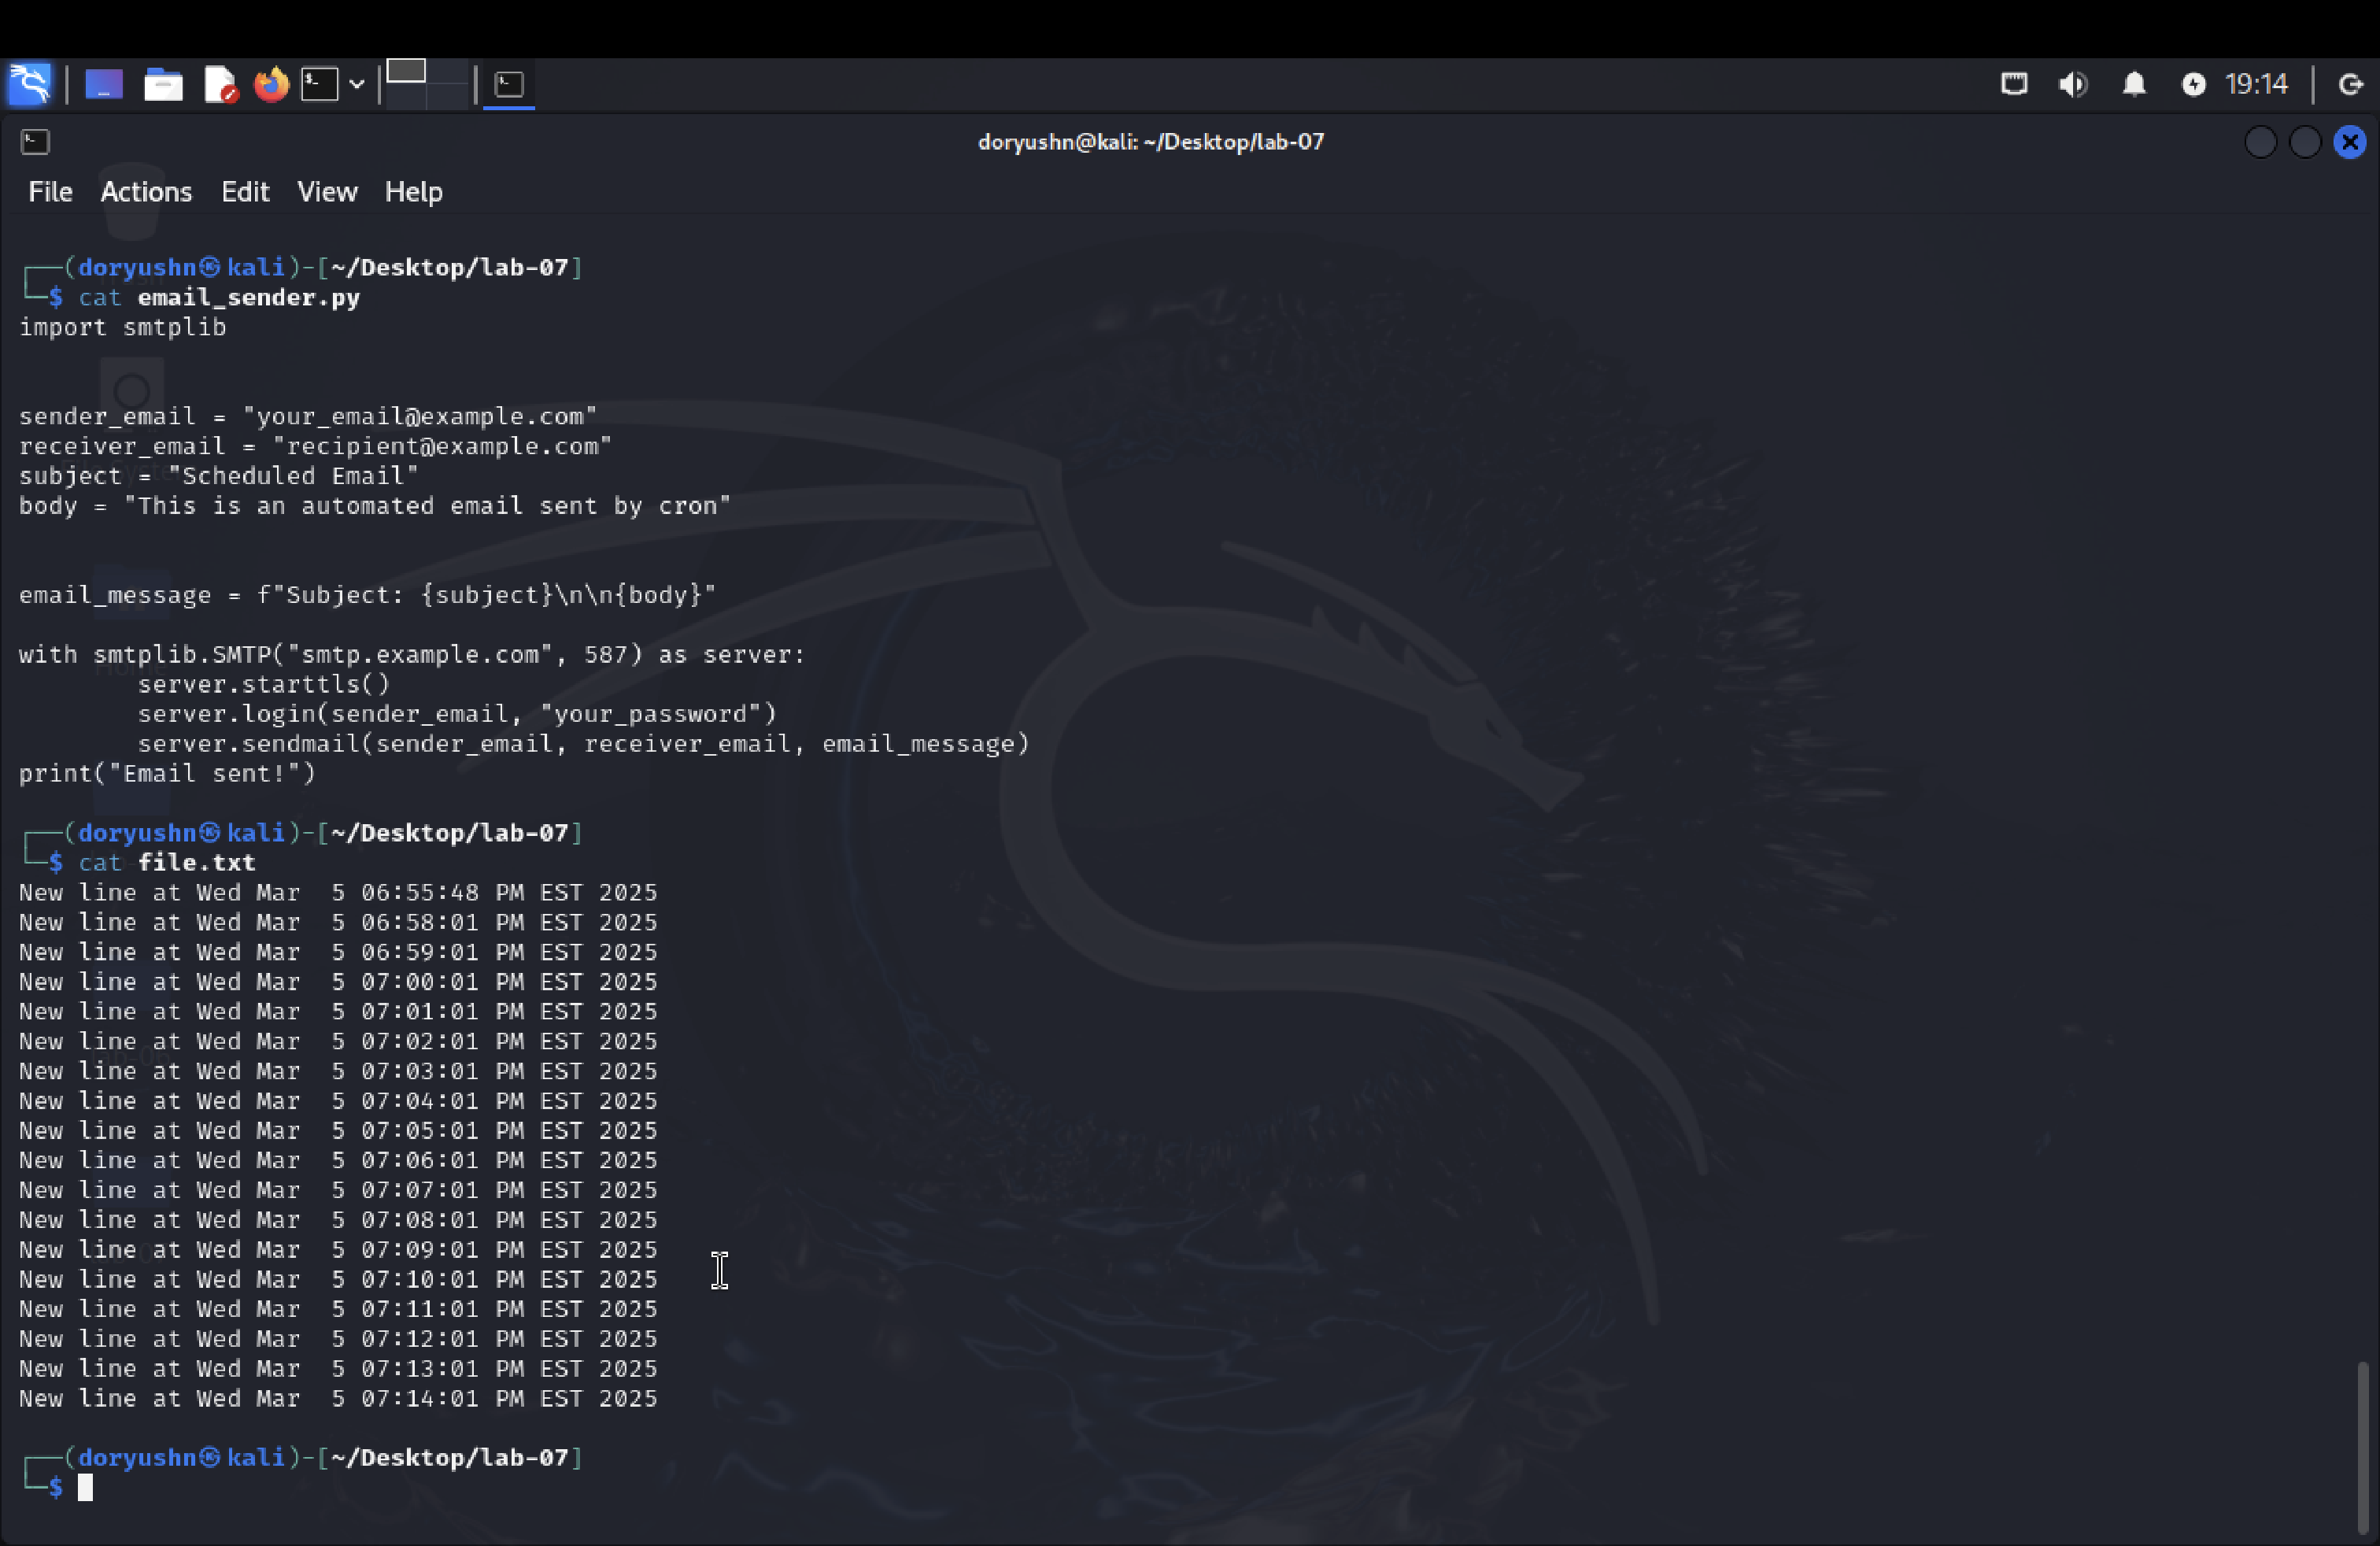 19:14
doryushn@kali: ~/Desktop/lab-07
File Actions Edit View Help
┌──(doryushn㉿kali)-[~/Desktop/lab-07]
└─$ cat email_sender.py
import smtplib
sender_email = "your_email@example.com"
receiver_email = "recipient@example.com"
subject = "Scheduled Email"
body = "This is an automated email sent by cron"
email_message = f"Subject: {subject}\n\n{body}"
with smtplib.SMTP("smtp.example.com", 587) as server:
        server.starttls()
        server.login(sender_email, "your_password")
        server.sendmail(sender_email, receiver_email, email_message)
print("Email sent!")
┌──(doryushn㉿kali)-[~/Desktop/lab-07]
└─$ cat file.txt
New line at Wed Mar  5 06:55:48 PM EST 2025
New line at Wed Mar  5 06:58:01 PM EST 2025
New line at Wed Mar  5 06:59:01 PM EST 2025
New line at Wed Mar  5 07:00:01 PM EST 2025
New line at Wed Mar  5 07:01:01 PM EST 2025
New line at Wed Mar  5 07:02:01 PM EST 2025
New line at Wed Mar  5 07:03:01 PM EST 2025
New line at Wed Mar  5 07:04:01 PM EST 2025
New line at Wed Mar  5 07:05:01 PM EST 2025
New line at Wed Mar  5 07:06:01 PM EST 2025
New line at Wed Mar  5 07:07:01 PM EST 2025
New line at Wed Mar  5 07:08:01 PM EST 2025
New line at Wed Mar  5 07:09:01 PM EST 2025
New line at Wed Mar  5 07:10:01 PM EST 2025
New line at Wed Mar  5 07:11:01 PM EST 2025
New line at Wed Mar  5 07:12:01 PM EST 2025
New line at Wed Mar  5 07:13:01 PM EST 2025
New line at Wed Mar  5 07:14:01 PM EST 2025
┌──(doryushn㉿kali)-[~/Desktop/lab-07]
└─$